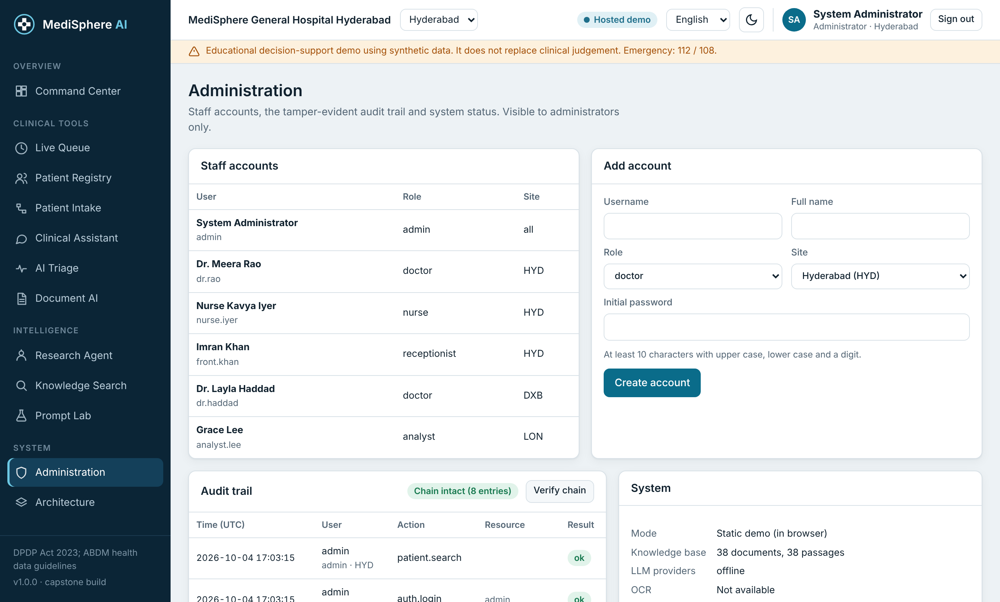 MediSphere AI
OVERVIEW
Command Center
CLINICAL TOOLS
Live Queue
Patient Registry
Patient Intake
Clinical Assistant
AI Triage
Document AI
INTELLIGENCE
Research Agent
Knowledge Search
Prompt Lab
SYSTEM
Administration
Architecture
DPDP Act 2023; ABDM health
data guidelines
v1.0.0 · capstone build
MediSphere General Hospital Hyderabad
Hyderabad
Hosted demo
English
SA
System Administrator
Administrator · Hyderabad
Sign out
Educational decision-support demo using synthetic data. It does not replace clinical judgement. Emergency: 112 / 108.
Administration
Staff accounts, the tamper-evident audit trail and system status. Visible to administrators
only.
Staff accounts
User Role Site
System Administrator
admin
admin
all
Dr. Meera Rao
dr.rao
doctor
HYD
Nurse Kavya Iyer
nurse.iyer
nurse
HYD
Imran Khan
front.khan
receptionist
HYD
Dr. Layla Haddad
dr.haddad
doctor
DXB
Grace Lee
analyst.lee
analyst
LON
Add account
Username
Full name
Role
Site
doctor
Hyderabad (HYD)
Initial password
At least 10 characters with upper case, lower case and a digit.
Create account
Audit trail
Chain intact (8 entries)
Verify chain
Time (UTC) User Action Resource Result
2026-10-04 17:03:15
admin
admin · HYD
patient.search
ok
2026-10-04 17:03:15
admin
auth.login
admin
ok
System
Mode Static demo (in browser)
Knowledge base 38 documents, 38 passages
LLM providers offline
OCR Not available